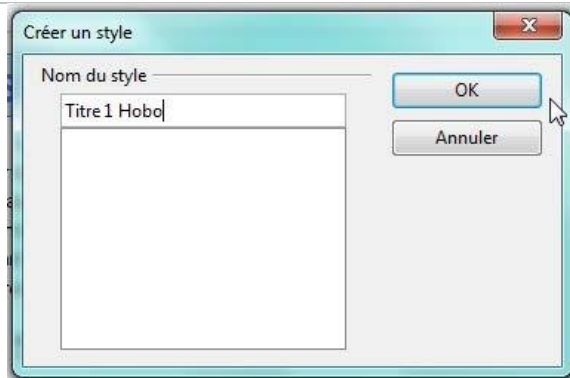 Créer un style
Nom du style
Titre 1 Hobo
OK
Annuler